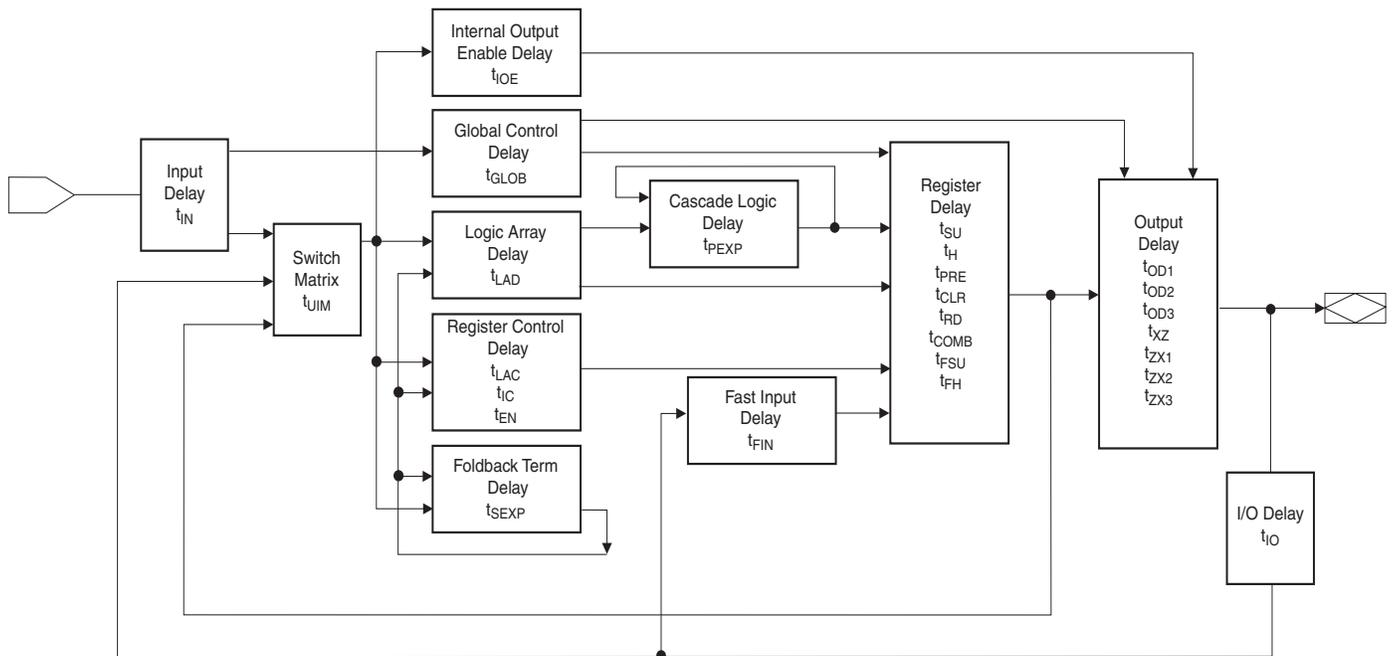 Internal Output
Enable Delay
tIOE
Global Control
Delay
tGLOB
Input
Delay
tIN
Switch
Matrix
tUIM
Logic Array
Delay
tLAD
Cascade Logic
Delay
tPEXP
Register Control
Delay
tLAC
tIC
tEN
Foldback Term
Delay
tSEXP
Fast Input
Delay
tFIN
Register
Delay
tSU
tH
tPRE
tCLR
tRD
tCOMB
tFSU
tFH
Output
Delay
tOD1
tOD2
tOD3
tXZ
tZX1
tZX2
tZX3
I/O Delay
tIO